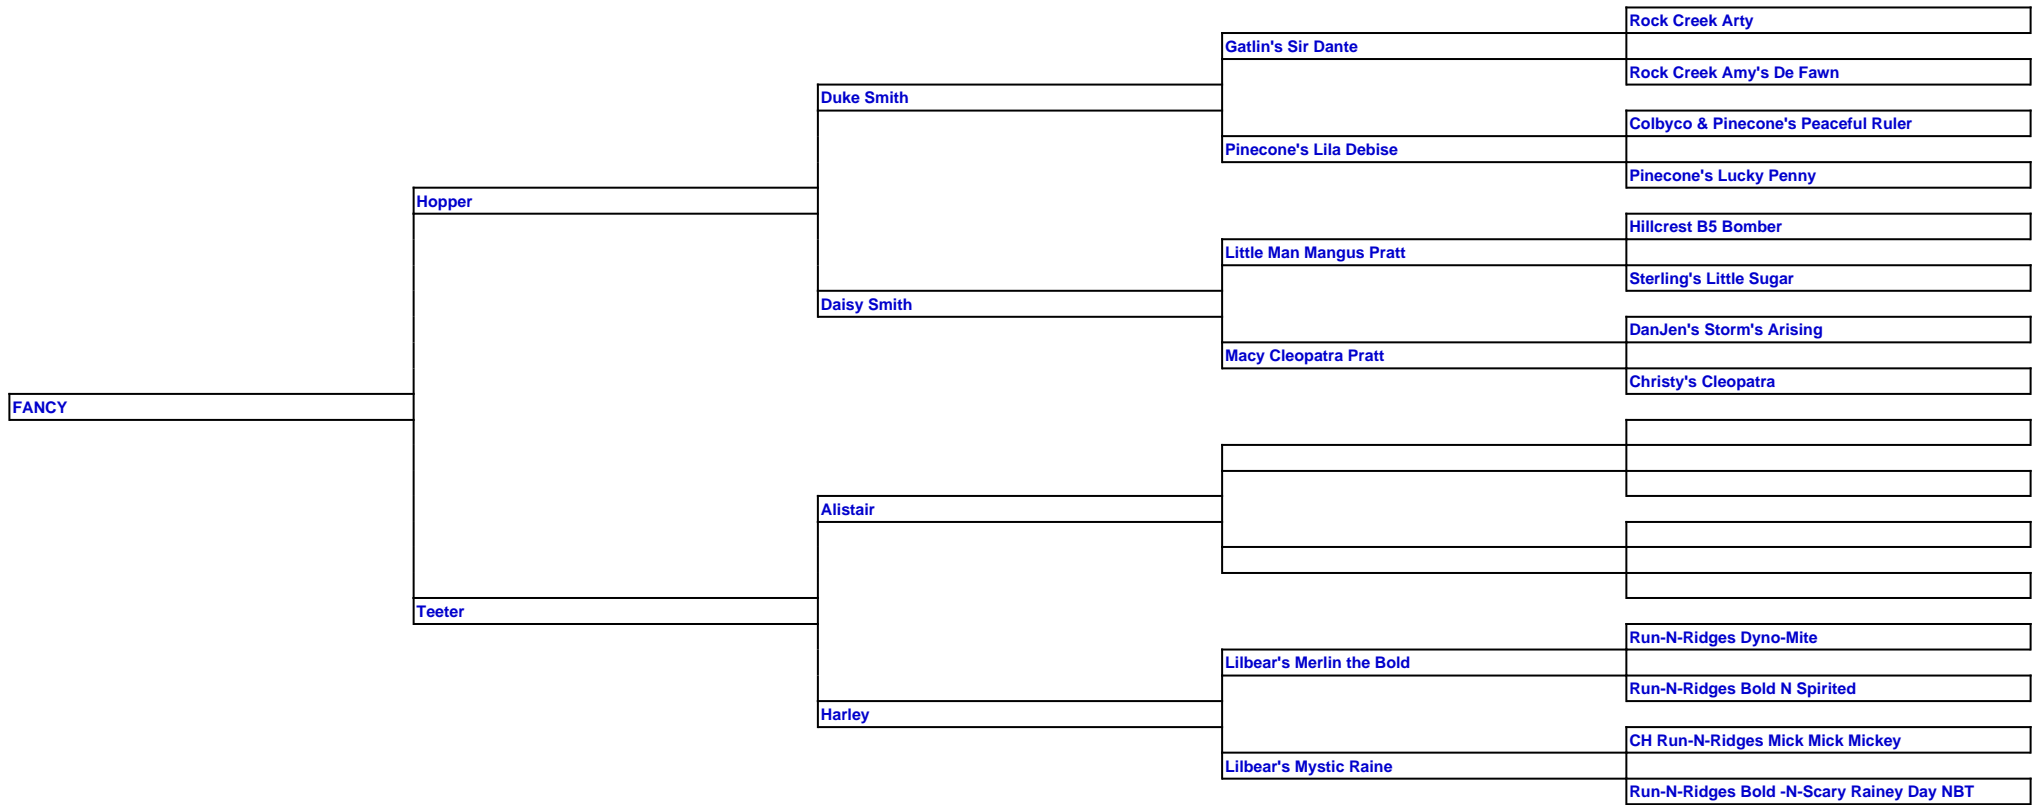 Rock Creek Arty
Gatlin's Sir Dante
Rock Creek Amy's De Fawn
Duke Smith
Colbyco & Pinecone's Peaceful Ruler
Pinecone's Lila Debise
Pinecone's Lucky Penny
Hopper
Hillcrest B5 Bomber
Little Man Mangus Pratt
Sterling's Little Sugar
Daisy Smith
DanJen's Storm's Arising
Macy Cleopatra Pratt
Christy's Cleopatra
FANCY
Alistair
Teeter
Run-N-Ridges Dyno-Mite
Lilbear's Merlin the Bold
Run-N-Ridges Bold N Spirited
Harley
CH Run-N-Ridges Mick Mick Mickey
Lilbear's Mystic Raine
Run-N-Ridges Bold -N-Scary Rainey Day NBT